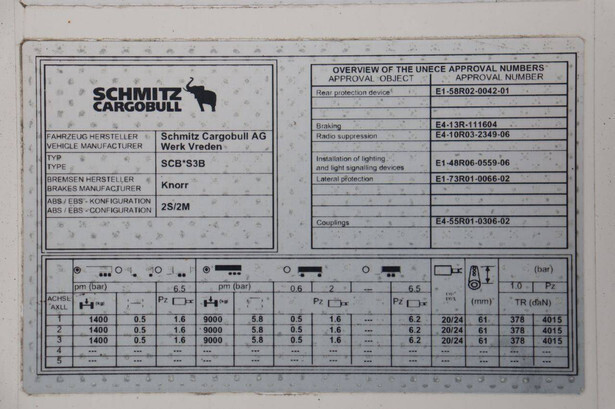 SCHMITZ
CARGOBULL
FAHRZEUG HERSTELLER
VEHICLE MANUFACTURER
Schmitz Cargobull AG
Werk Vreden
TYP
TYPE
SCB*S3B
BREMSEN HERSTELLER
BRAKES MANUFACTURER
Knorr
ABS / EBS - KONFIGURATION
ABS / EBS - CONFIGURATION
2S/2M
OVERVIEW OF THE UNECE APPROVAL NUMBERS
APPROVAL OBJECT APPROVAL NUMBER
Rear protection device E1-58R02-0042-01
Braking E4-13R-111604
Radio suppression E4-10R03-2349-06
Installation of lighting
and light signalling devices E1-48R06-0559-06
Lateral protection E1-73R01-0066-02
Couplings E4-55R01-0306-02
(bar)
pm (bar) 6.5 pm (bar) 0.6 2 --- 6.5 1.0 Pz
ACHSE
AXLE
Pz Pz Pz (mm) TR (daN)
1 1400 0.5 1.6 9000 5.8 0.5 1.6 --- 6.2 20/24 61 378 4015
2 1400 0.5 1.6 9000 5.8 0.5 1.6 --- 6.2 20/24 61 378 4015
3 1400 0.5 1.6 9000 5.8 0.5 1.6 --- 6.2 20/24 61 378 4015
4 --- --- --- --- --- --- --- --- --- --- --- --- ---
5 --- --- --- --- --- --- --- --- --- --- --- --- ---